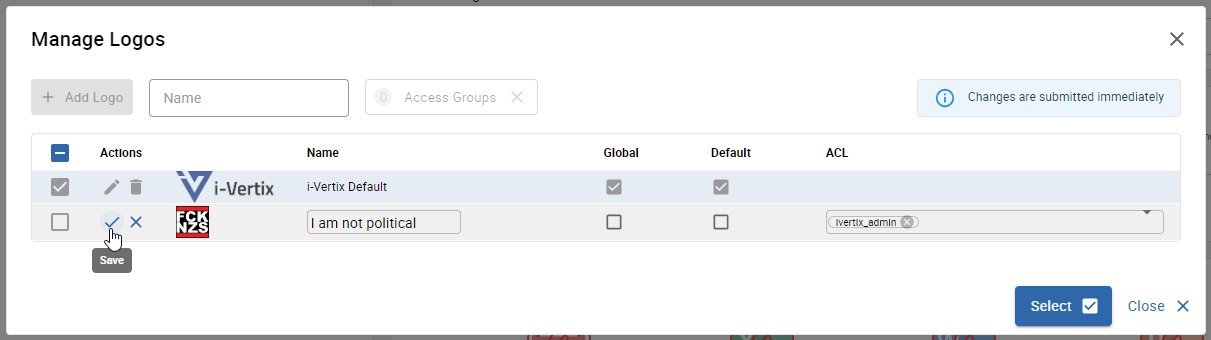 Manage Logos
+ Add Logo
Name
0 Access Groups
Changes are submitted immediately
Actions Name Global Default ACL
i-Vertix i-Vertix Default
FCK
NZS
I am not political
ivertix_admin
Save
Select
Close